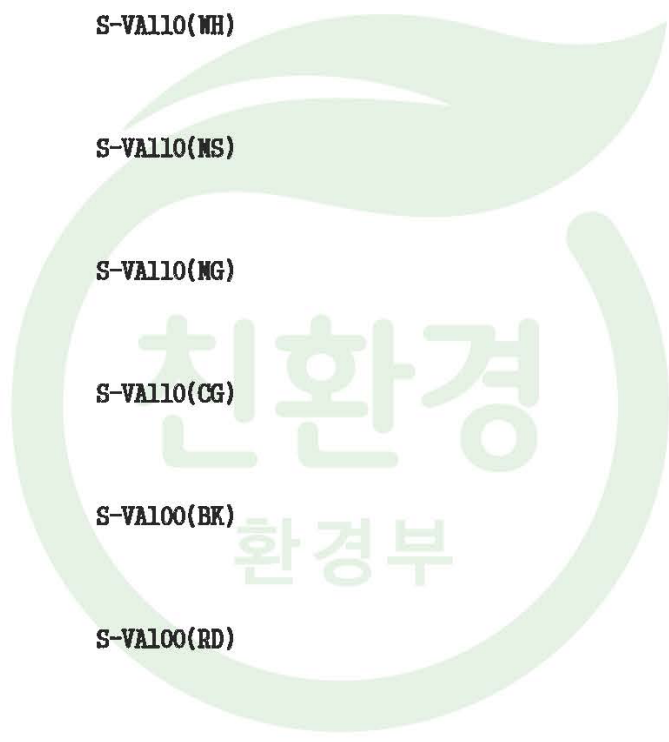 S-VA110(WH)
S-VA110(MS)
S-VA110(MG)
친환경
S-VA110(CG)
S-VA100(BK)
환경부
S-VA100(RD)